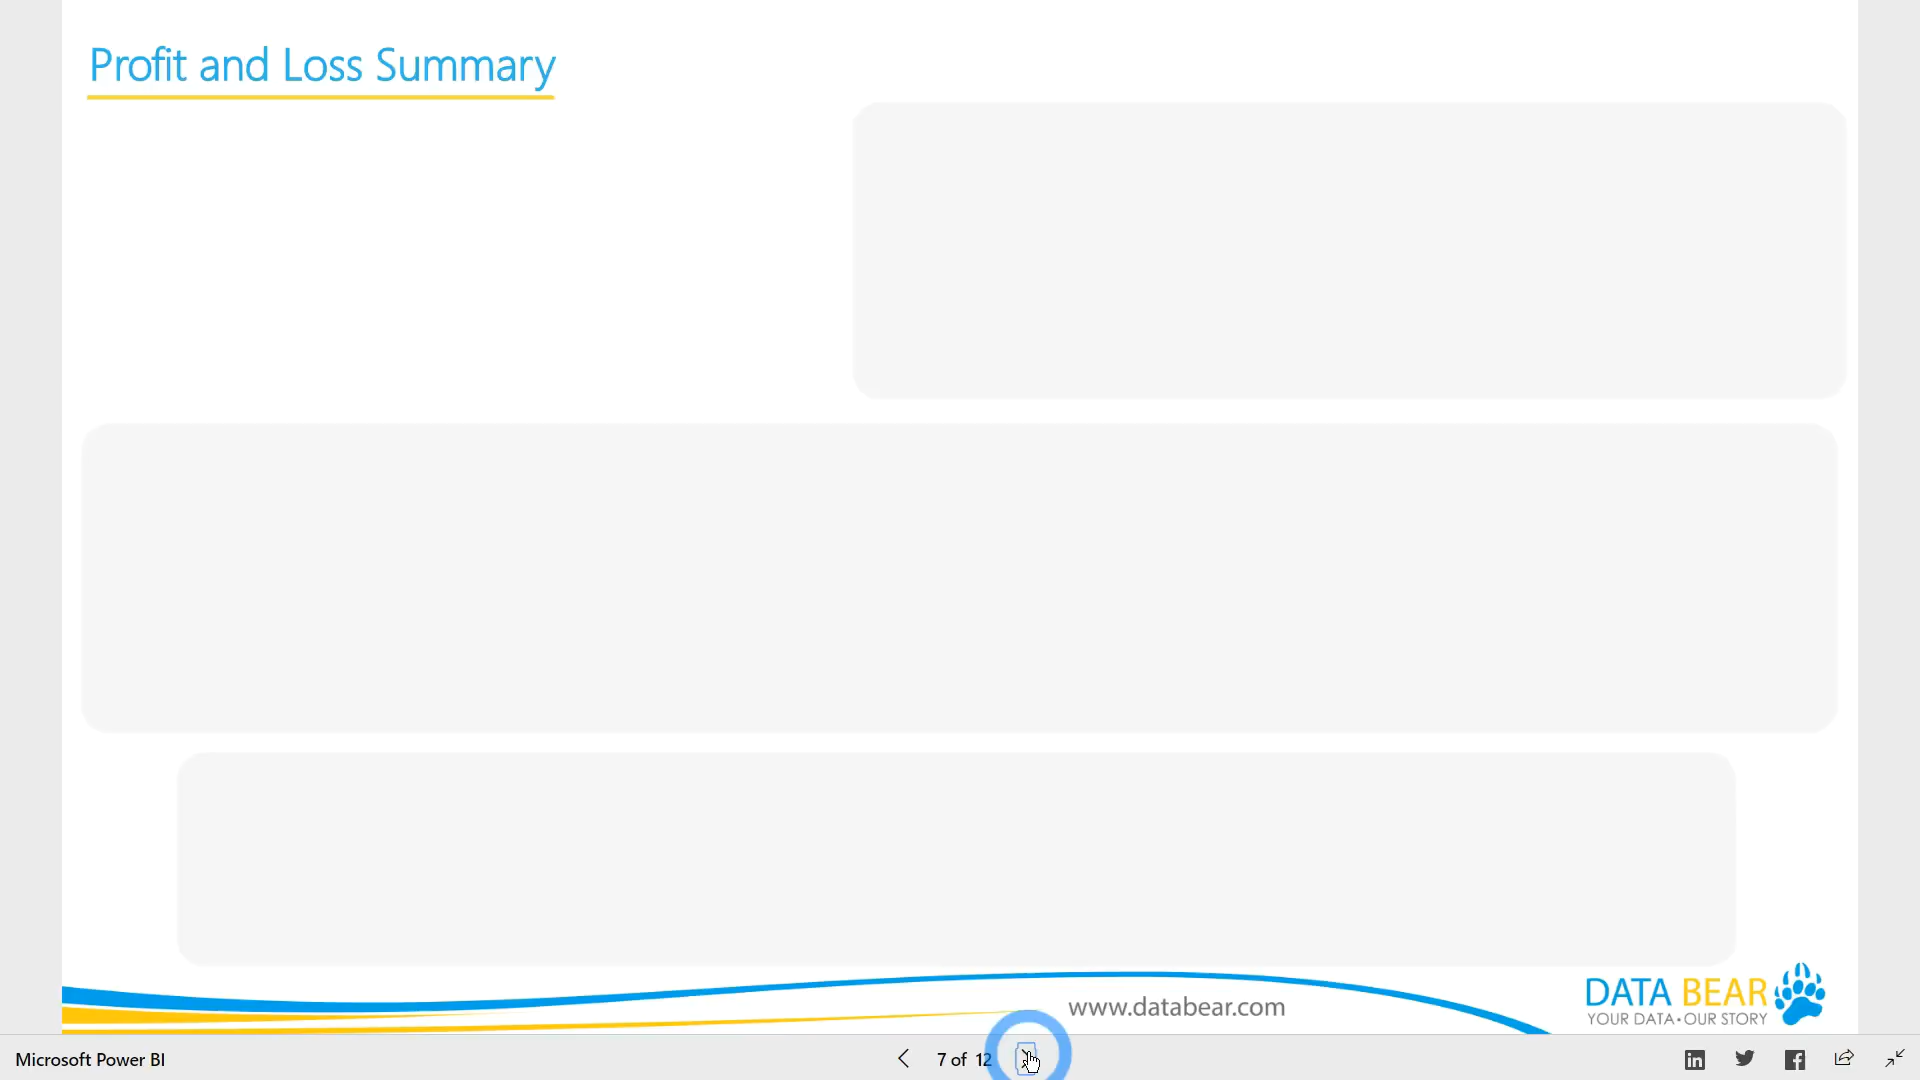 Profit and Loss Summary
www.databear.com
DATA BEAR
YOUR DATA•OUR STORY
Microsoft Power BI
7 of 12